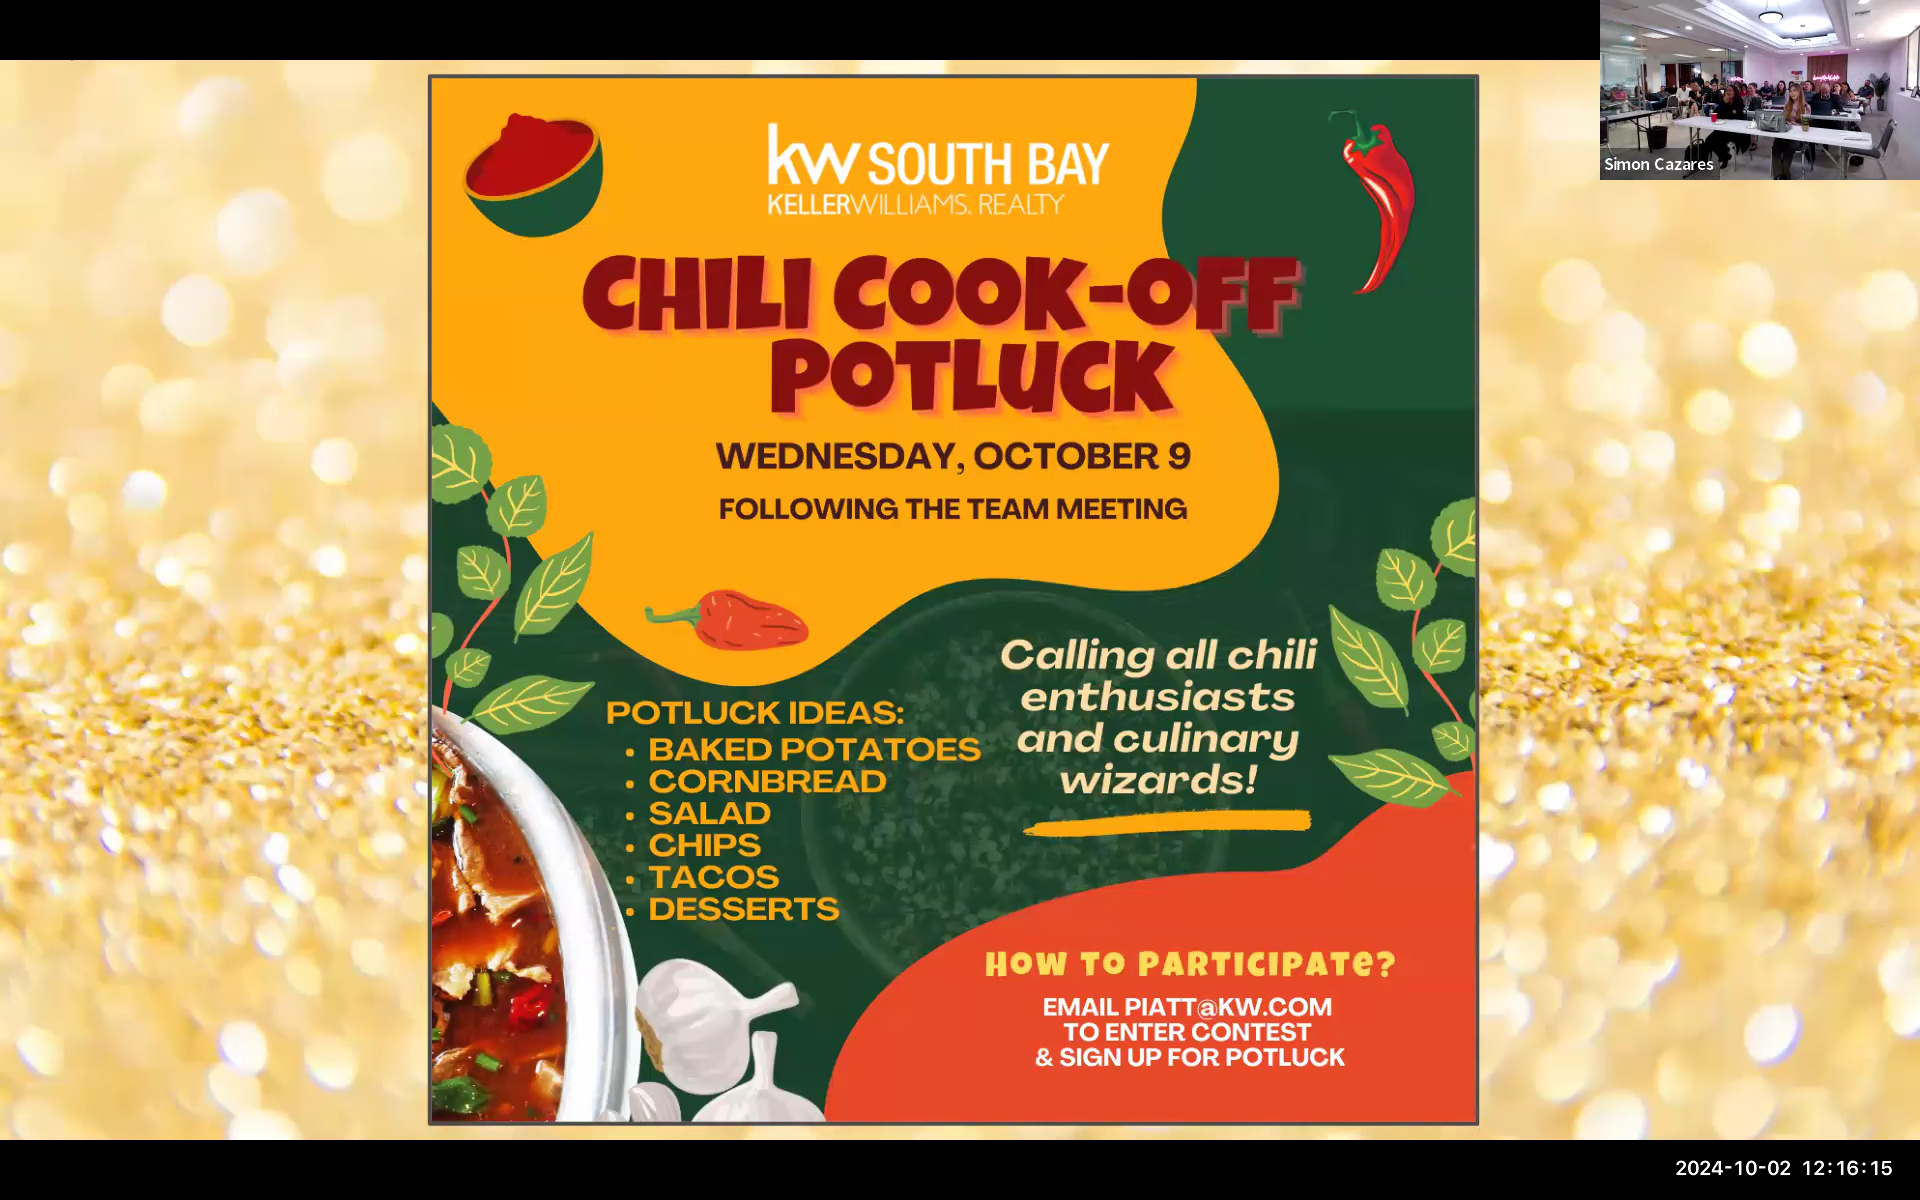 kw SOUTH BAY
KELLERWILLIAMS. REALTY
CHILI COOK-OFF
POTLUCK
WEDNESDAY, OCTOBER 9
FOLLOWING THE TEAM MEETING
Calling all chili
enthusiasts
and culinary
wizards!
POTLUCK IDEAS:
• BAKED POTATOES
• CORNBREAD
• SALAD
• CHIPS
• TACOS
• DESSERTS
HOW TO PARTICIPATE?
EMAIL PIATT@KW.COM
TO ENTER CONTEST
& SIGN UP FOR POTLUCK
Simon Cazares
2024-10-02 12:16:15